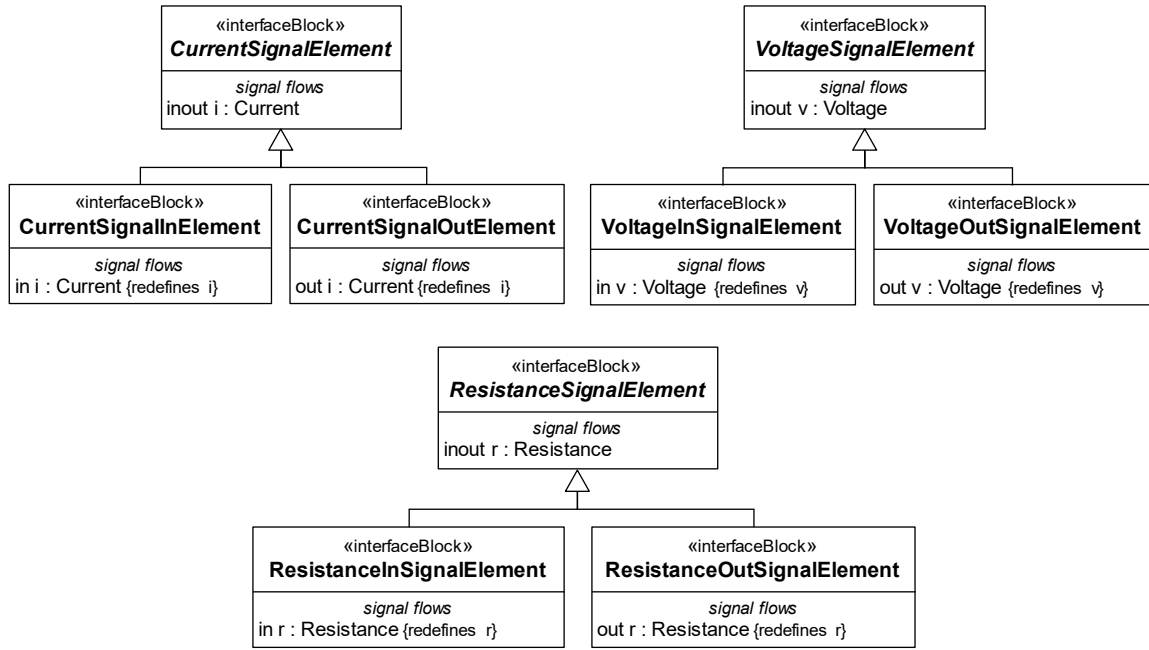 «interfaceBlock»
CurrentSignalElement
signal flows
inout i : Current
«interfaceBlock»
VoltageSignalElement
signal flows
inout v : Voltage
«interfaceBlock»
CurrentSignalInElement
signal flows
in i : Current {redefines i}
«interfaceBlock»
CurrentSignalOutElement
signal flows
out i : Current {redefines i}
«interfaceBlock»
VoltageInSignalElement
signal flows
in v : Voltage {redefines v}
«interfaceBlock»
VoltageOutSignalElement
signal flows
out v : Voltage {redefines v}
«interfaceBlock»
ResistanceSignalElement
signal flows
inout r : Resistance
«interfaceBlock»
ResistanceInSignalElement
signal flows
in r : Resistance {redefines r}
«interfaceBlock»
ResistanceOutSignalElement
signal flows
out r : Resistance {redefines r}